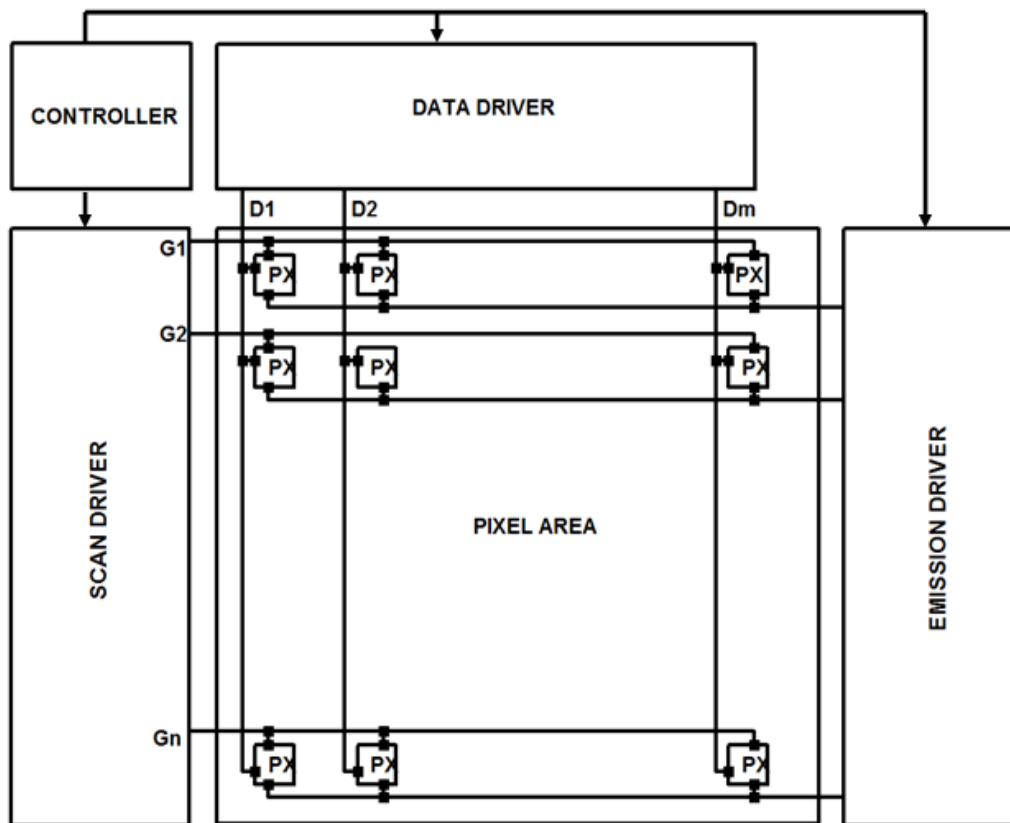 CONTROLLER
DATA DRIVER
D1 D2 Dm
G1
PX PX PX
G2
PX PX PX
SCAN DRIVER
PIXEL AREA
EMISSION DRIVER
Gn
PX PX PX